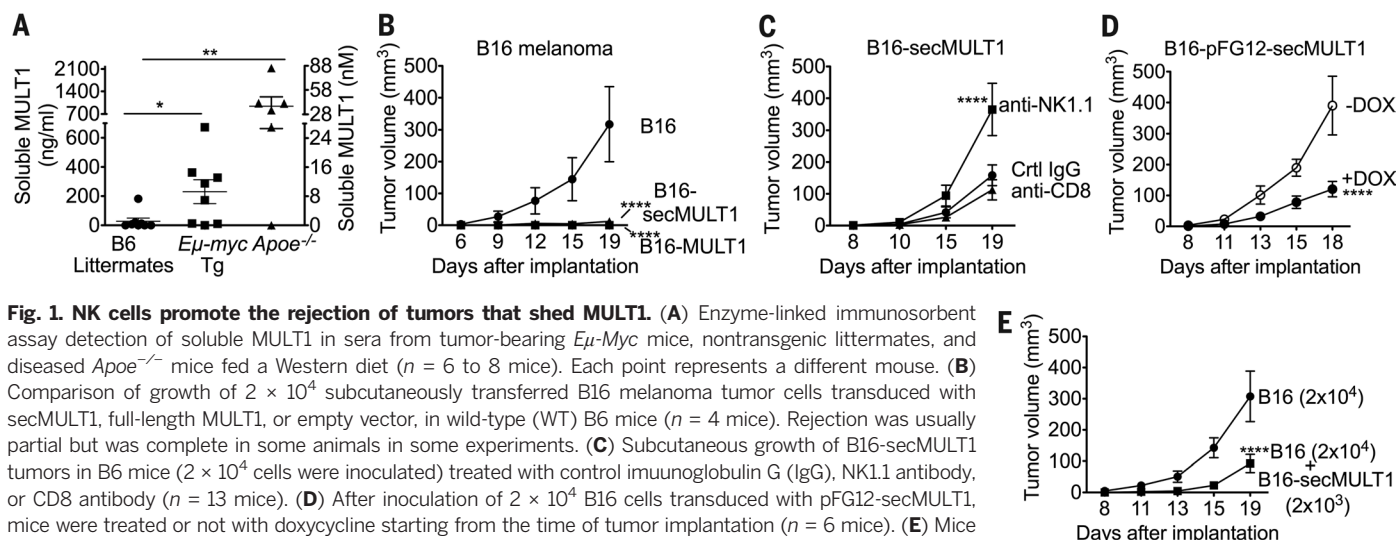 A
**
*
Soluble MULT1
(ng/ml)
2100
1400
700
600
400
200
0
88
58
28
24
16
8
0
Soluble MULT1 (nM)
B6
Littermates
Eμ-myc
Tg
Apoe-/-
B
B16 melanoma
Tumor volume (mm³)
500
400
300
200
100
0
B16
B16-
****
secMULT1
****
B16-MULT1
6 9 12 15 19
Days after implantation
C
B16-secMULT1
Tumor volume (mm³)
500
400
300
200
100
0
****
anti-NK1.1
Crtl IgG
anti-CD8
8 10 15 19
Days after implantation
D
B16-pFG12-secMULT1
Tumor volume (mm³)
500
400
300
200
100
0
-DOX
+DOX
****
8 11 13 15 18
Days after implantation
Fig. 1. NK cells promote the rejection of tumors that shed MULT1. (A) Enzyme-linked immunosorbent
assay detection of soluble MULT1 in sera from tumor-bearing Eμ-Myc mice, nontransgenic littermates, and
diseased Apoe−/− mice fed a Western diet (n = 6 to 8 mice). Each point represents a different mouse. (B)
Comparison of growth of 2 × 10⁴ subcutaneously transferred B16 melanoma tumor cells transduced with
secMULT1, full-length MULT1, or empty vector, in wild-type (WT) B6 mice (n = 4 mice). Rejection was usually
partial but was complete in some animals in some experiments. (C) Subcutaneous growth of B16-secMULT1
tumors in B6 mice (2 × 10⁴ cells were inoculated) treated with control imuunoglobulin G (IgG), NK1.1 antibody,
or CD8 antibody (n = 13 mice). (D) After inoculation of 2 × 10⁴ B16 cells transduced with pFG12-secMULT1,
mice were treated or not with doxycycline starting from the time of tumor implantation (n = 6 mice). (E) Mice
E
Tumor volume (mm³)
500
400
300
200
100
0
B16 (2x10⁴)
****
B16 (2x10⁴)
+
B16-secMULT1
(2x10³)
8 11 13 15 19
Days after implantation